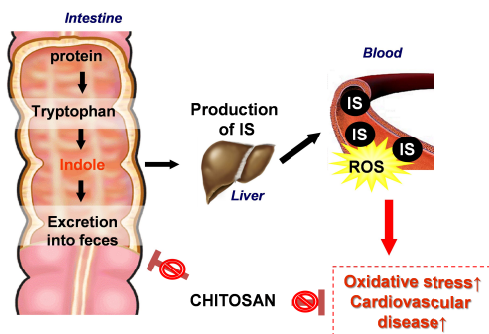 Intestine
protein
Tryptophan
Indole
Excretion
into feces
Production
of IS
Liver
Blood
IS
IS
IS
ROS
CHITOSAN
Oxidative stress↑
Cardiovascular
disease↑